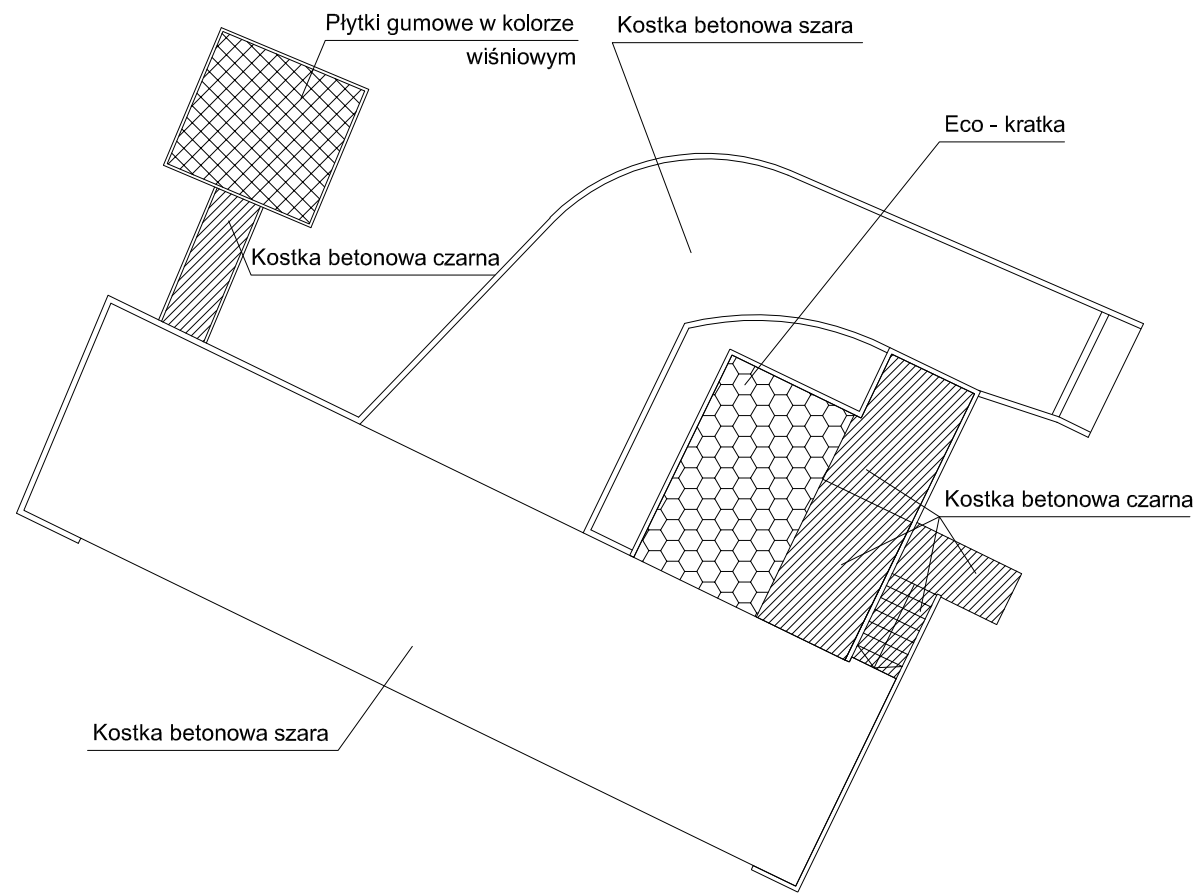 Płytki gumowe w kolorze
wiśniowym
Kostka betonowa szara
Eco - kratka
Kostka betonowa czarna
Kostka betonowa czarna
Kostka betonowa szara